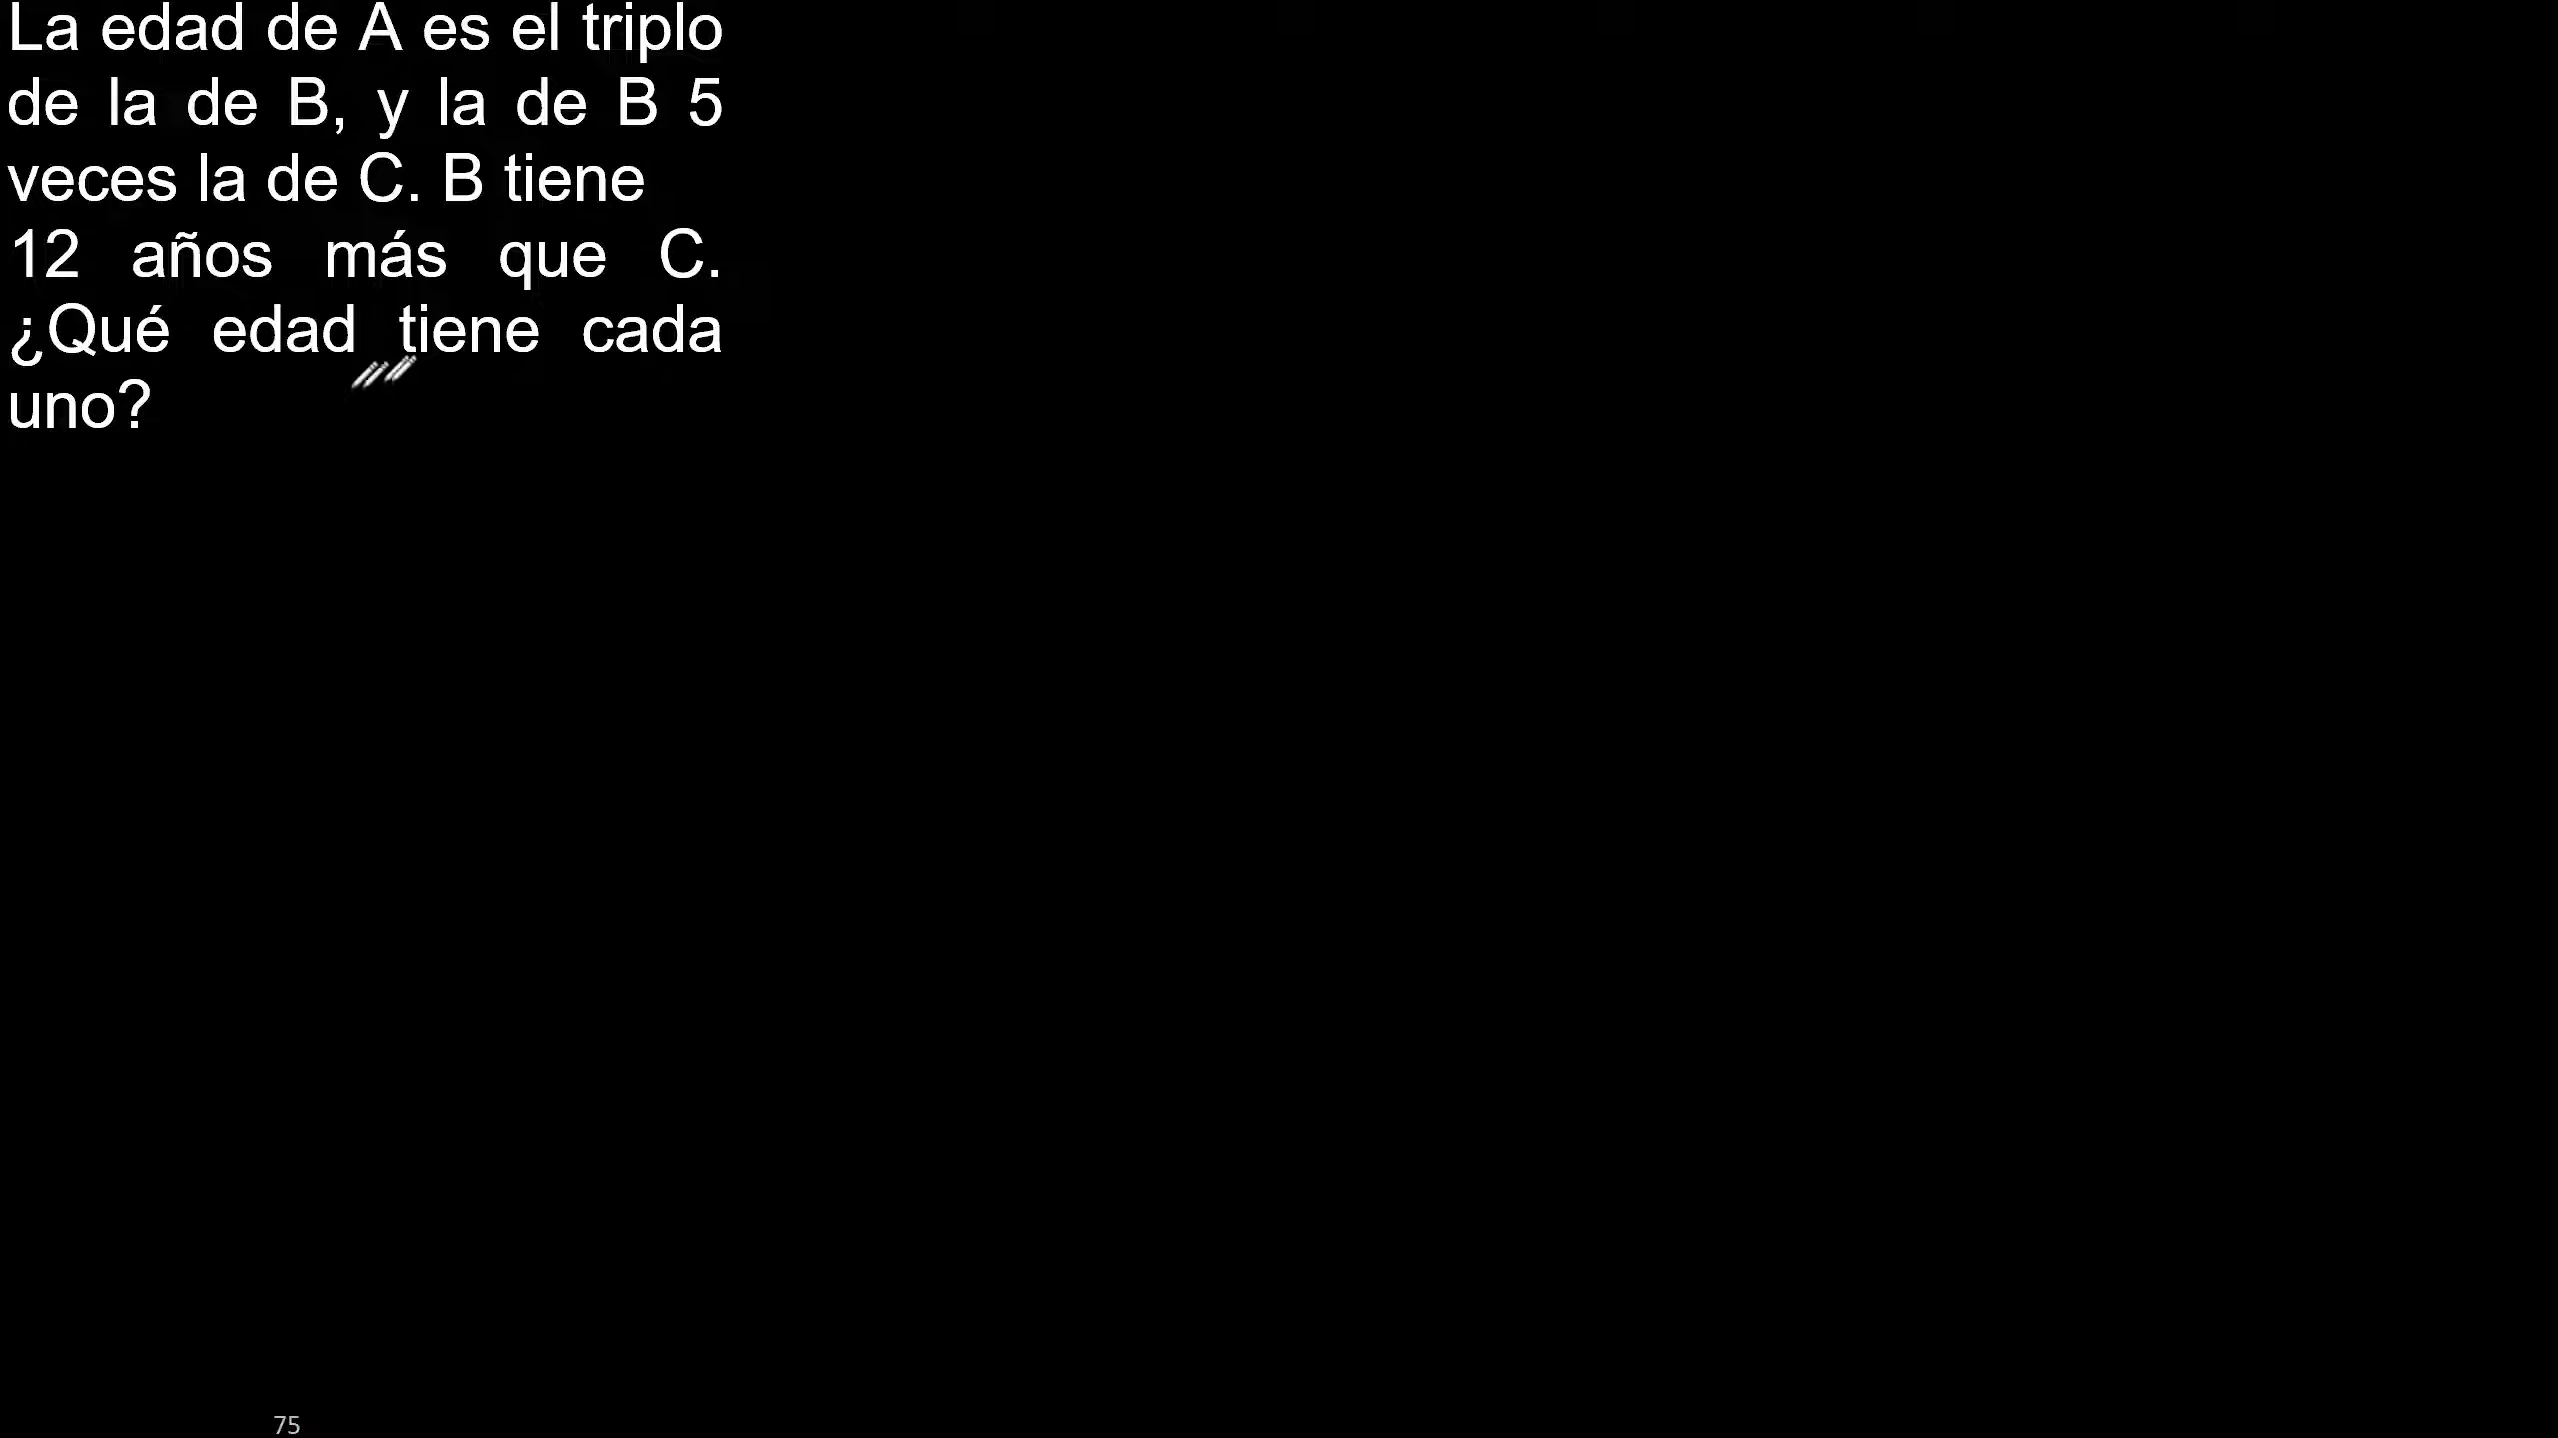 La edad de A es el triplo
de la de B, y la de B 5
veces la de C. B tiene
12 años más que C.
¿Qué edad tiene cada
uno?
75